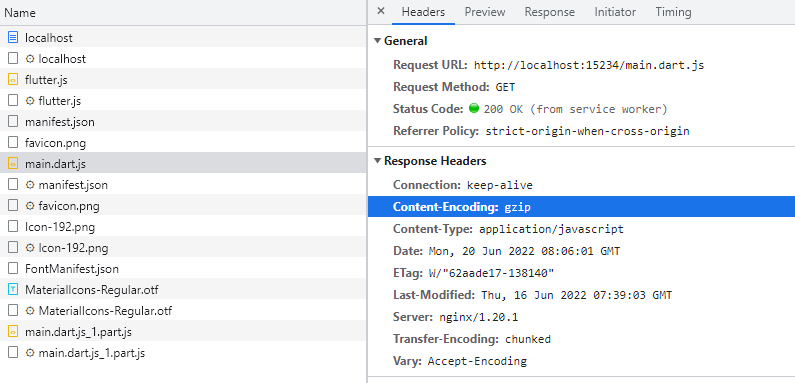 Name
localhost
localhost
flutter.js
flutter.js
manifest.json
favicon.png
main.dart.js
manifest.json
favicon.png
Icon-192.png
Icon-192.png
FontManifest.json
MaterialIcons-Regular.otf
MaterialIcons-Regular.otf
main.dart.js_1.part.js
main.dart.js_1.part.js
× Headers Preview Response Initiator Timing
General
Request URL: http://localhost:15234/main.dart.js
Request Method: GET
Status Code: 200 OK (from service worker)
Referrer Policy: strict-origin-when-cross-origin
Response Headers
Connection: keep-alive
Content-Encoding: gzip
Content-Type: application/javascript
Date: Mon, 20 Jun 2022 08:06:01 GMT
ETag: W/"62aade17-138140"
Last-Modified: Thu, 16 Jun 2022 07:39:03 GMT
Server: nginx/1.20.1
Transfer-Encoding: chunked
Vary: Accept-Encoding